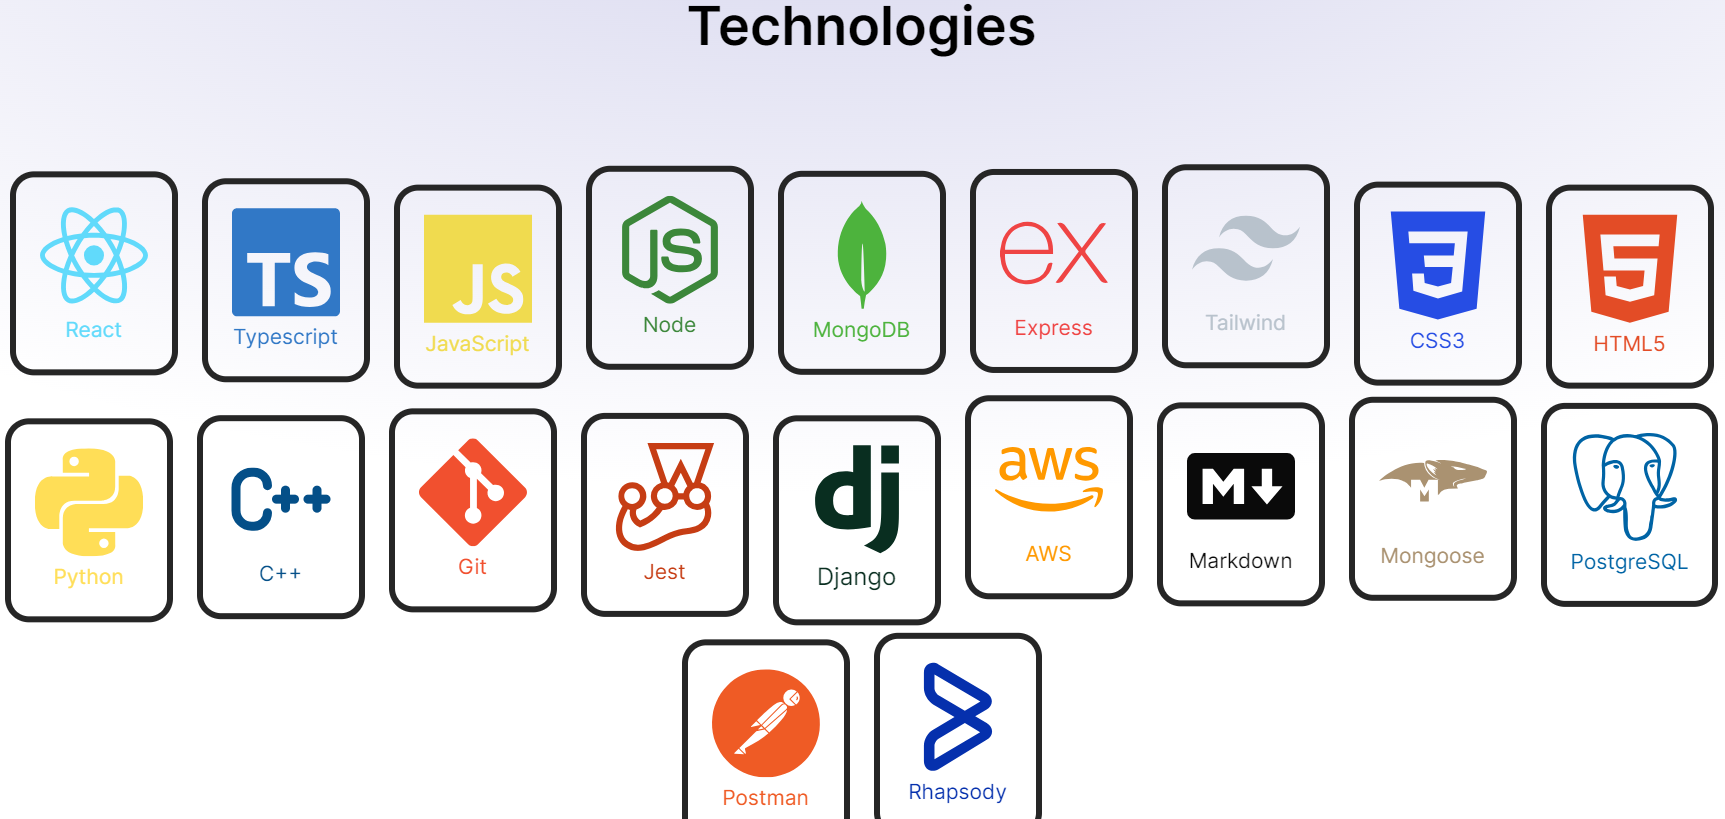 Technologies
TS
JS
JS
ex
3
5
React
Typescript
JavaScript
Node
MongoDB
Express
Tailwind
CSS3
HTML5
C++
dj
aws
M
M
Python
C++
Git
Jest
Django
AWS
Markdown
Mongoose
PostgreSQL
Postman
Rhapsody